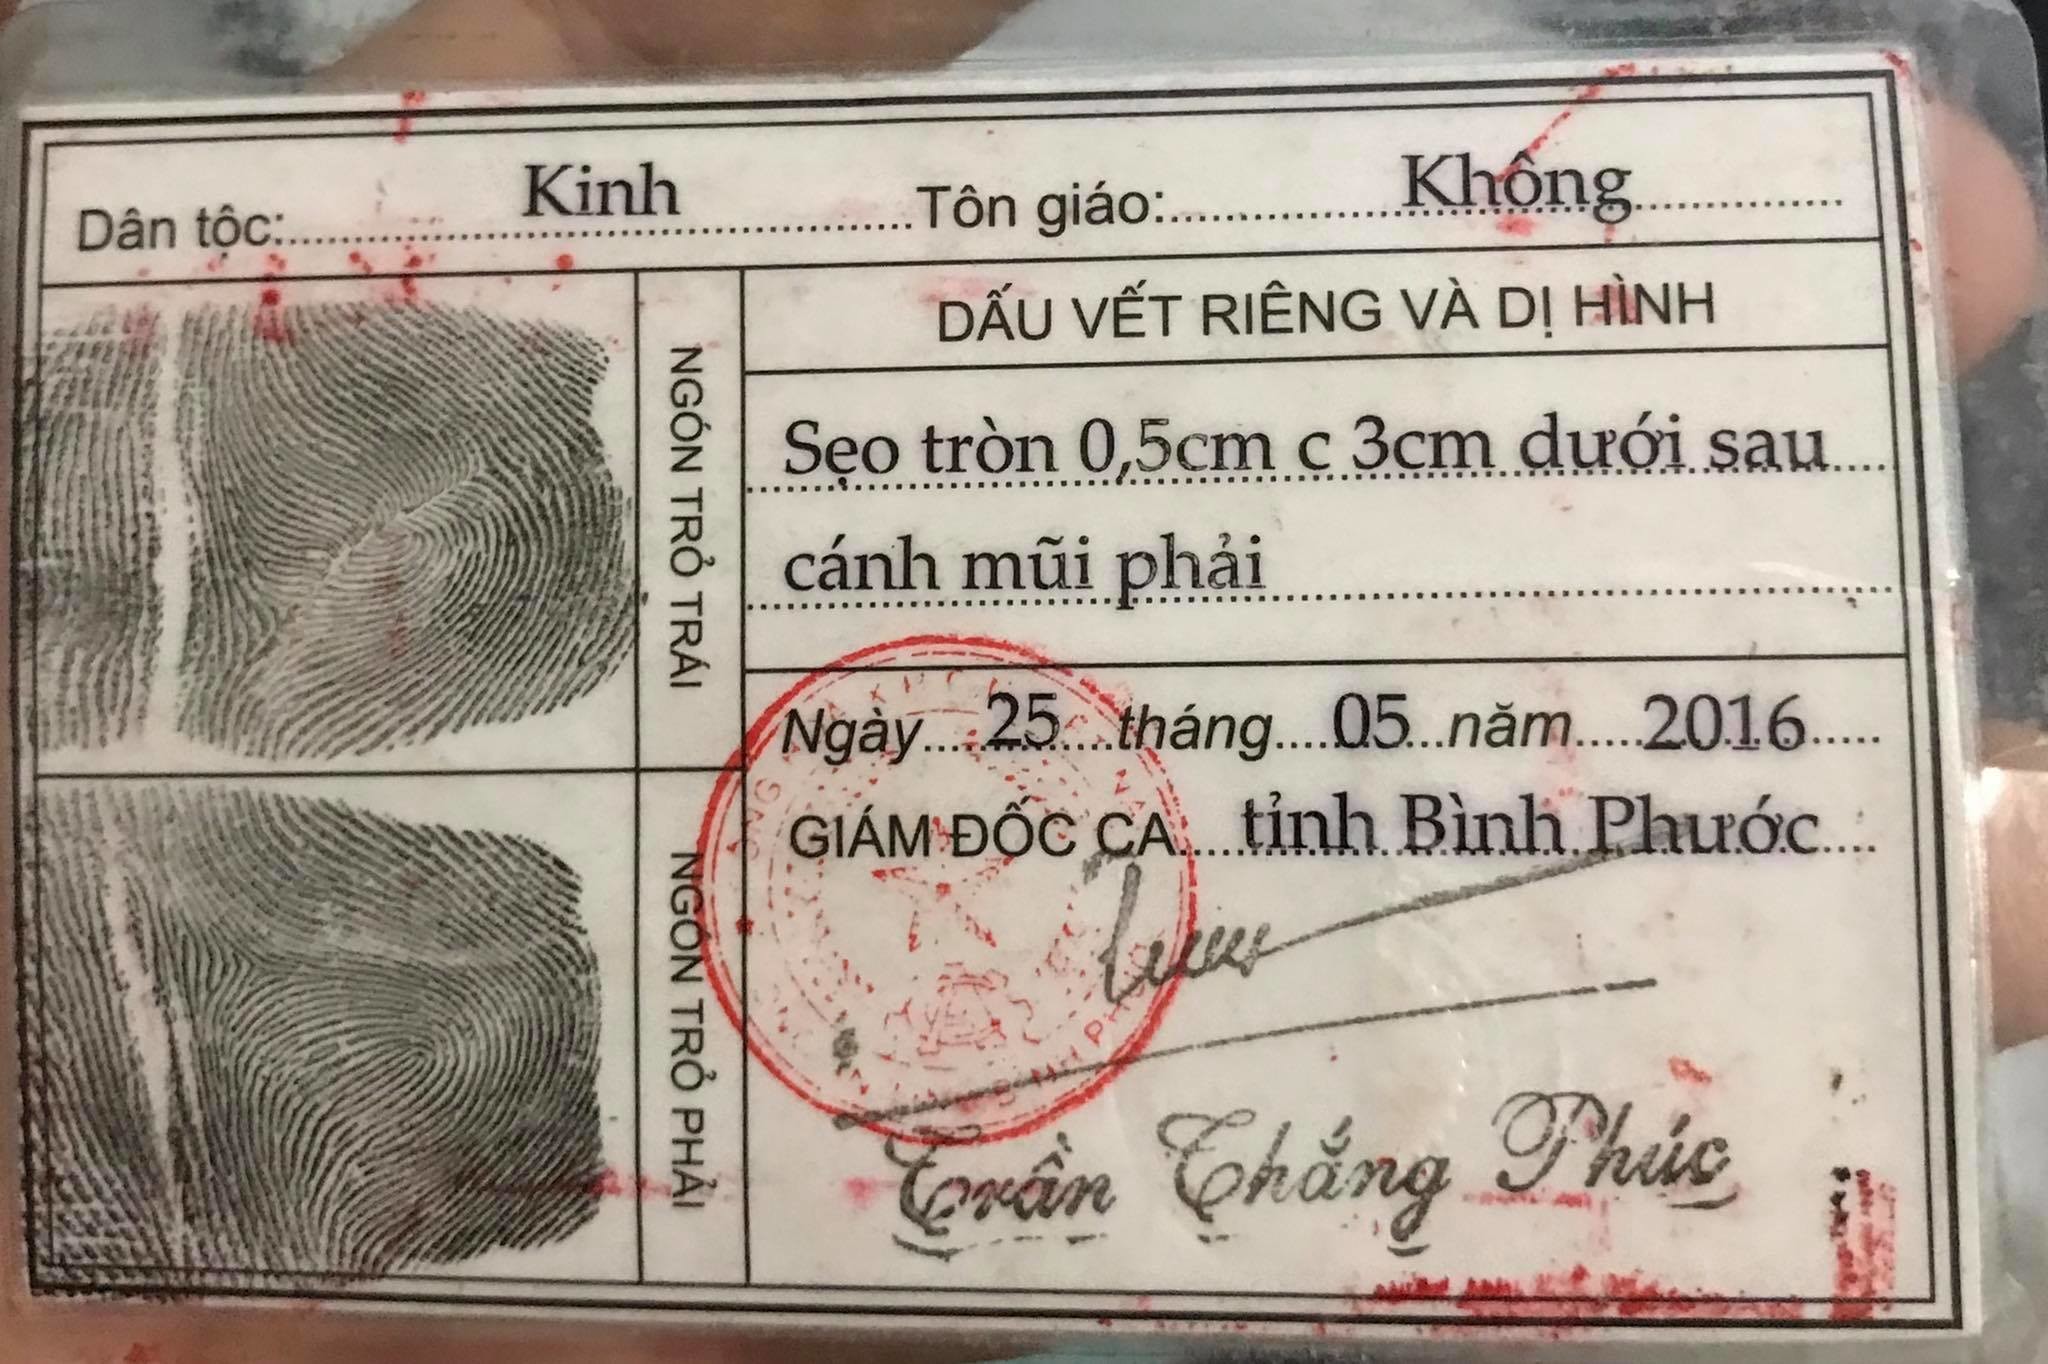 Dân tộc: Kinh Tôn giáo: Không
NGÓN TRỎ TRÁI
DẤU VẾT RIÊNG VÀ DỊ HÌNH
Sẹo tròn 0,5cm c 3cm dưới sau
cánh mũi phải
NGÓN TRỎ PHẢI
Ngày 25 tháng 05 năm 2016
GIÁM ĐỐC CA tỉnh Bình Phước
Trần Thắng Phúc